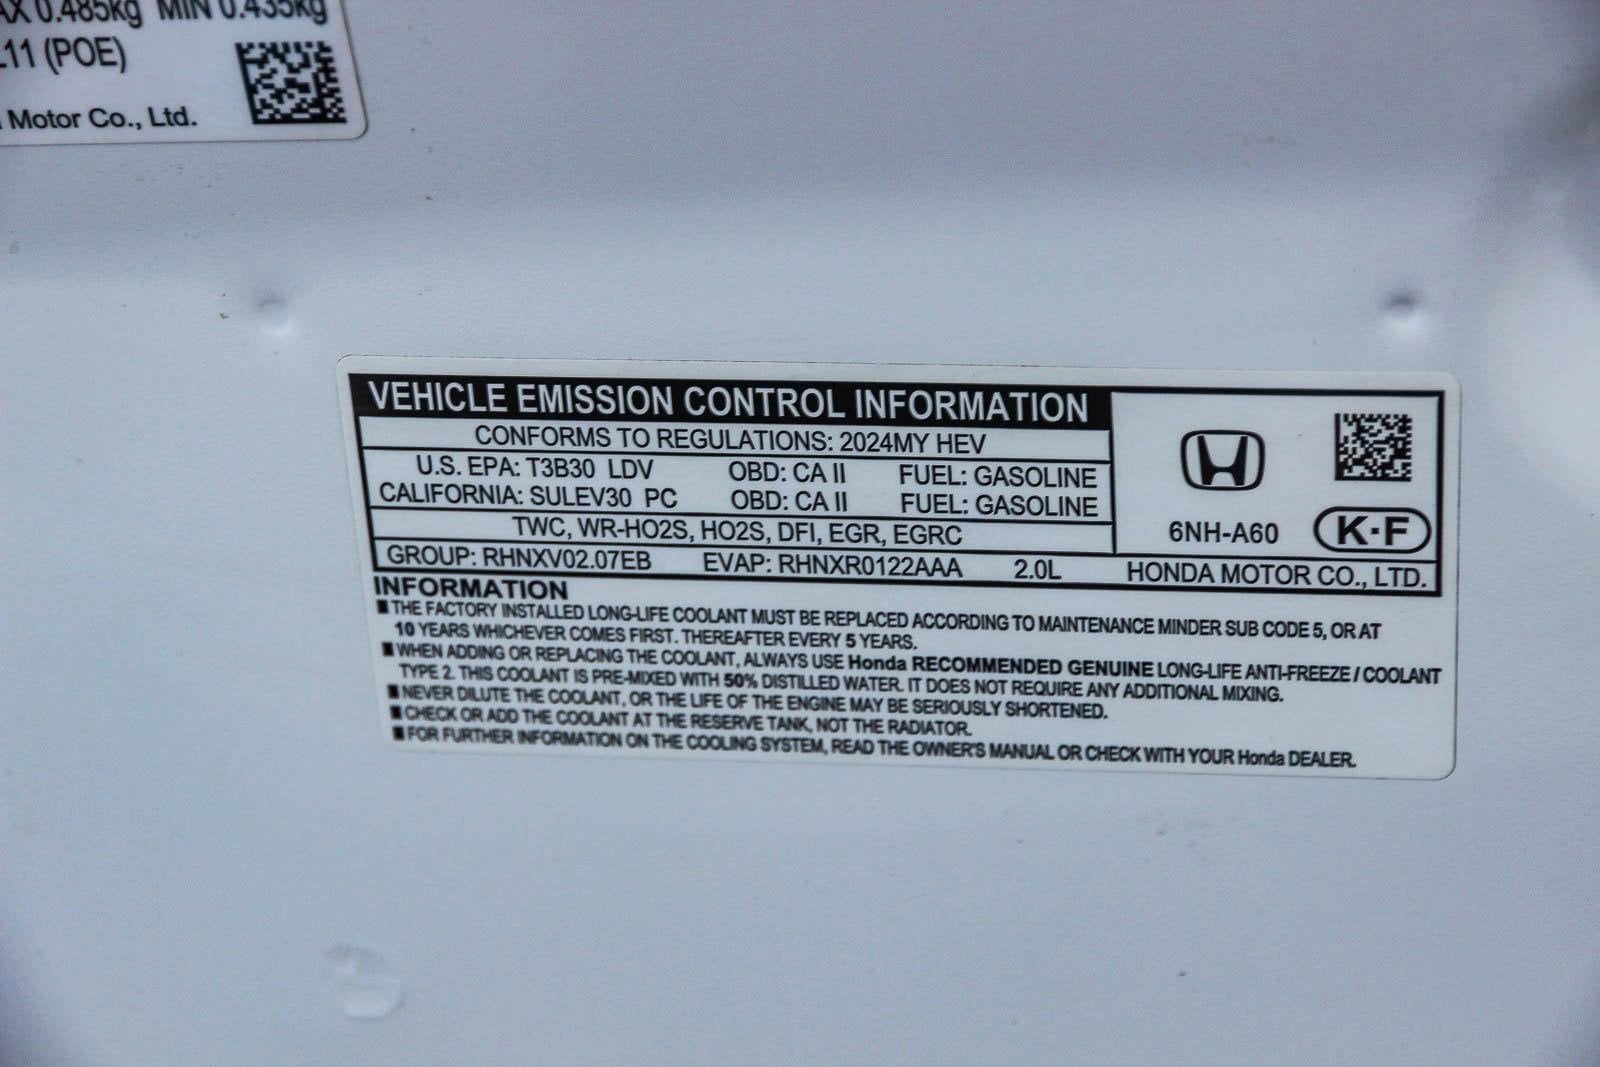 0.485kg MIN 0.435kg
(POE)
Motor Co., Ltd.
VEHICLE EMISSION CONTROL INFORMATION
CONFORMS TO REGULATIONS: 2024MY HEV
U.S. EPA: T3B30 LDV OBD: CA II FUEL: GASOLINE
CALIFORNIA: SULEV30 PC OBD: CA II FUEL: GASOLINE
TWC, WR-HO2S, HO2S, DFI, EGR, EGRC
6NH-A60 K·F
GROUP: RHNXV02.07EB EVAP: RHNXR0122AAA 2.0L HONDA MOTOR CO., LTD.
INFORMATION
■ THE FACTORY INSTALLED LONG-LIFE COOLANT MUST BE REPLACED ACCORDING TO MAINTENANCE MINDER SUB CODE 5, OR AT
10 YEARS WHICHEVER COMES FIRST. THEREAFTER EVERY 5 YEARS.
■ WHEN ADDING OR REPLACING THE COOLANT, ALWAYS USE Honda RECOMMENDED GENUINE LONG-LIFE ANTI-FREEZE / COOLANT
TYPE 2. THIS COOLANT IS PRE-MIXED WITH 50% DISTILLED WATER. IT DOES NOT REQUIRE ANY ADDITIONAL MIXING.
■ NEVER DILUTE THE COOLANT, OR THE LIFE OF THE ENGINE MAY BE SERIOUSLY SHORTENED.
■ CHECK OR ADD THE COOLANT AT THE RESERVE TANK, NOT THE RADIATOR.
■ FOR FURTHER INFORMATION ON THE COOLING SYSTEM, READ THE OWNER'S MANUAL OR CHECK WITH YOUR Honda DEALER.